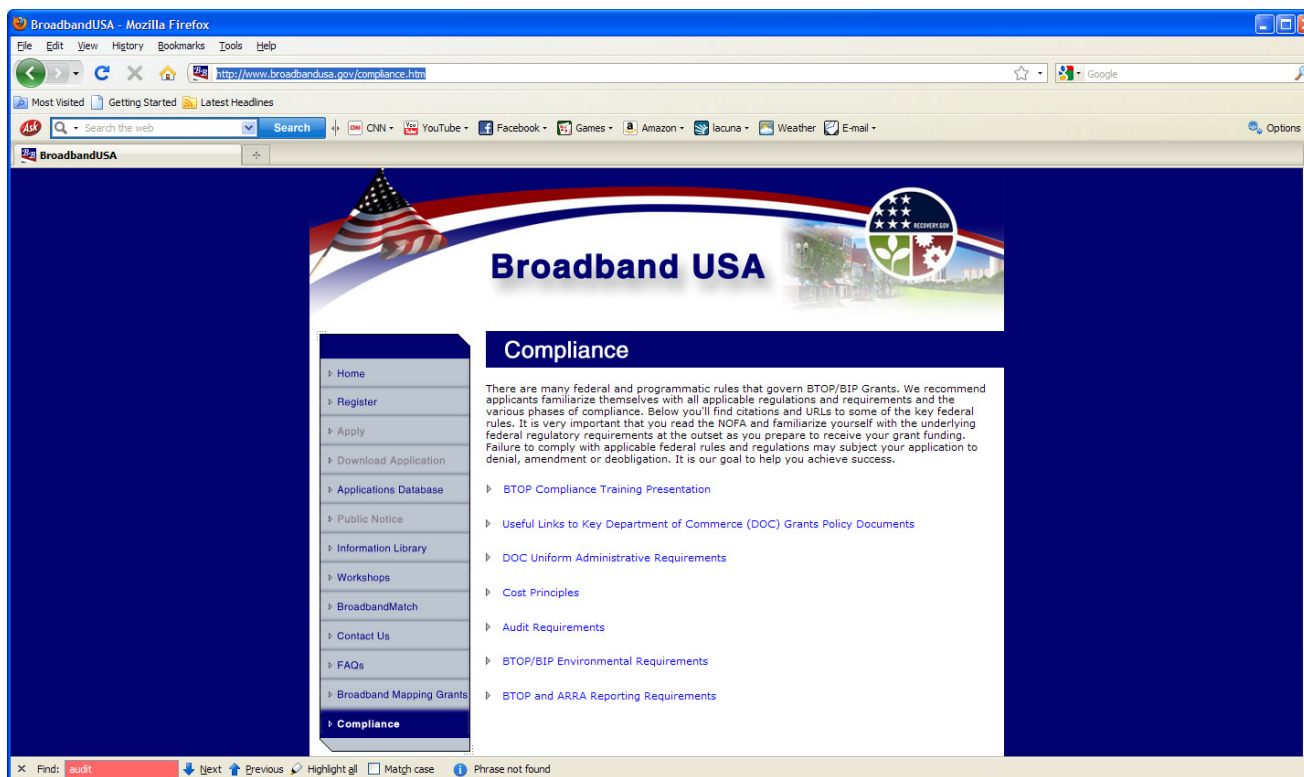 BroadbandUSA - Mozilla Firefox
File Edit View History Bookmarks Tools Help
http://www.broadbandusa.gov/compliance.htm
Google
Most Visited Getting Started Latest Headlines
Ask Search the web Search CNN YouTube Facebook Games Amazon lacuna Weather E-mail Options
BroadbandUSA
RECOVERY.GOV
Broadband USA
Compliance
Home
Register
Apply
Download Application
Applications Database
Public Notice
Information Library
Workshops
BroadbandMatch
Contact Us
FAQs
Broadband Mapping Grants
Compliance
There are many federal and programmatic rules that govern BTOP/BIP Grants. We recommend
applicants familiarize themselves with all applicable regulations and requirements and the
various phases of compliance. Below you'll find citations and URLs to some of the key federal
rules. It is very important that you read the NOFA and familiarize yourself with the underlying
federal regulatory requirements at the outset as you prepare to receive your grant funding.
Failure to comply with applicable federal rules and regulations may subject your application to
denial, amendment or deobligation. It is our goal to help you achieve success.
BTOP Compliance Training Presentation
Useful Links to Key Department of Commerce (DOC) Grants Policy Documents
DOC Uniform Administrative Requirements
Cost Principles
Audit Requirements
BTOP/BIP Environmental Requirements
BTOP and ARRA Reporting Requirements
Find: audit Next Previous Highlight all Match case Phrase not found